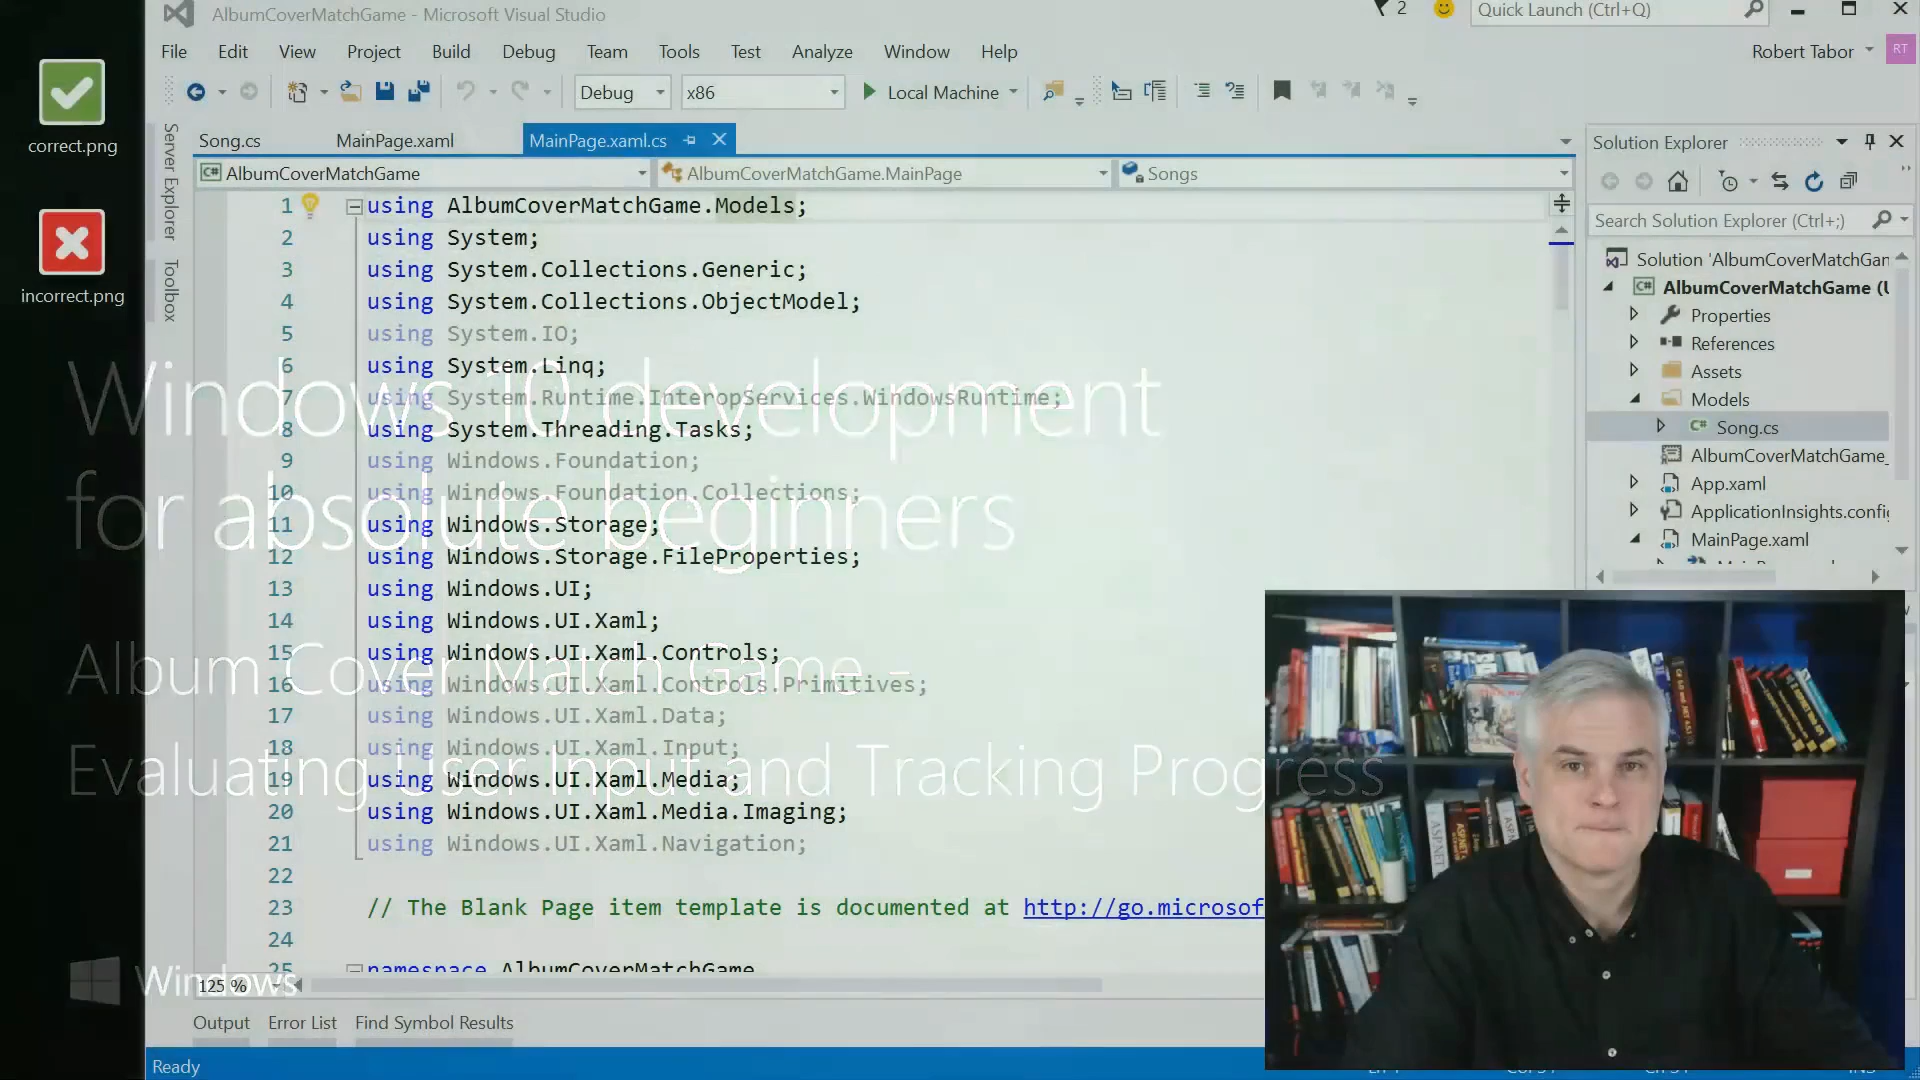 AlbumCoverMatchGame - Microsoft Visual Studio
2
Quick Launch (Ctrl+Q)
File Edit View Project Build Debug Team Tools Test Analyze Window Help
Robert Tabor
RT
Debug
x86
Local Machine
correct.png
incorrect.png
Server Explorer
Toolbox
Song.cs
MainPage.xaml
MainPage.xaml.cs
AlbumCoverMatchGame
AlbumCoverMatchGame.MainPage
Songs
1 using AlbumCoverMatchGame.Models;
2 using System;
3 using System.Collections.Generic;
4 using System.Collections.ObjectModel;
5 using System.IO;
6 using System.Linq;
7 using System.Runtime.InteropServices.WindowsRuntime;
8 using System.Threading.Tasks;
9 using Windows.Foundation;
10 using Windows.Foundation.Collections;
11 using Windows.Storage;
12 using Windows.Storage.FileProperties;
13 using Windows.UI;
14 using Windows.UI.Xaml;
15 using Windows.UI.Xaml.Controls;
16 using Windows.UI.Xaml.Controls.Primitives;
17 using Windows.UI.Xaml.Data;
18 using Windows.UI.Xaml.Input;
19 using Windows.UI.Xaml.Media;
20 using Windows.UI.Xaml.Media.Imaging;
21 using Windows.UI.Xaml.Navigation;
22
23 // The Blank Page item template is documented at http://go.microsof
24
25 namespace AlbumCoverMatchGame
Windows 10 development
for absolute beginners
Album Cover Match Game -
Evaluating User Input and Tracking Progress
Windows
125 %
Output Error List Find Symbol Results
Ready
Solution Explorer
Search Solution Explorer (Ctrl+;)
Solution 'AlbumCoverMatchGan
AlbumCoverMatchGame (U
Properties
References
Assets
Models
Song.cs
AlbumCoverMatchGame_
App.xaml
ApplicationInsights.config
MainPage.xaml